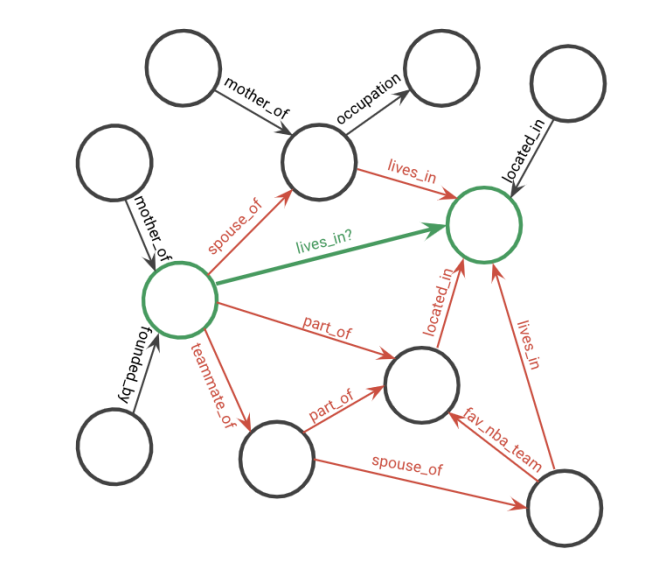 mother_of
occupation
located_in
mother_of
spouse_of
lives_in
lives_in?
founded_by
part_of
located_in
lives_in
teammate_of
part_of
fav_nba_team
spouse_of